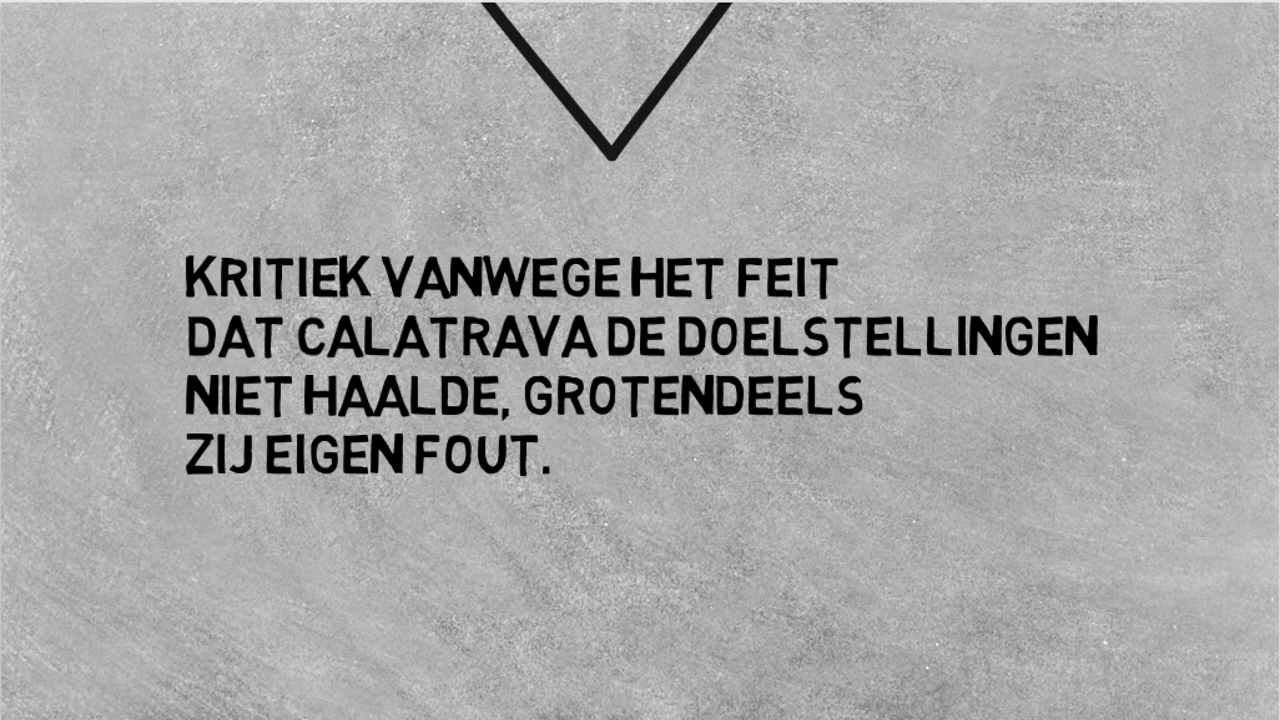 KRITIEK VANWEGE HET FEIT
DAT CALATRAVA DE DOELSTELLINGEN
NIET HAALDE, GROTENDEELS
ZIJ EIGEN FOUT.